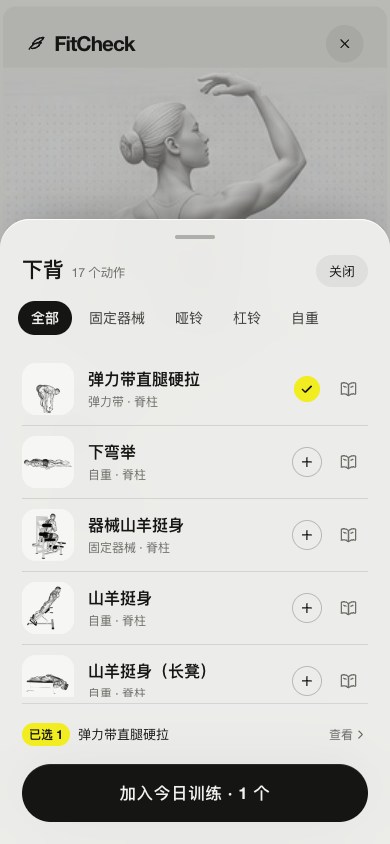 FitCheck
下背 17 个动作
关闭
全部 固定器械 哑铃 杠铃 自重
弹力带直腿硬拉
弹力带 · 脊柱
下弯举
自重 · 脊柱
器械山羊挺身
固定器械 · 脊柱
山羊挺身
自重 · 脊柱
山羊挺身（长凳）
自重 · 脊柱
已选 1 弹力带直腿硬拉 查看
加入今日训练 · 1 个